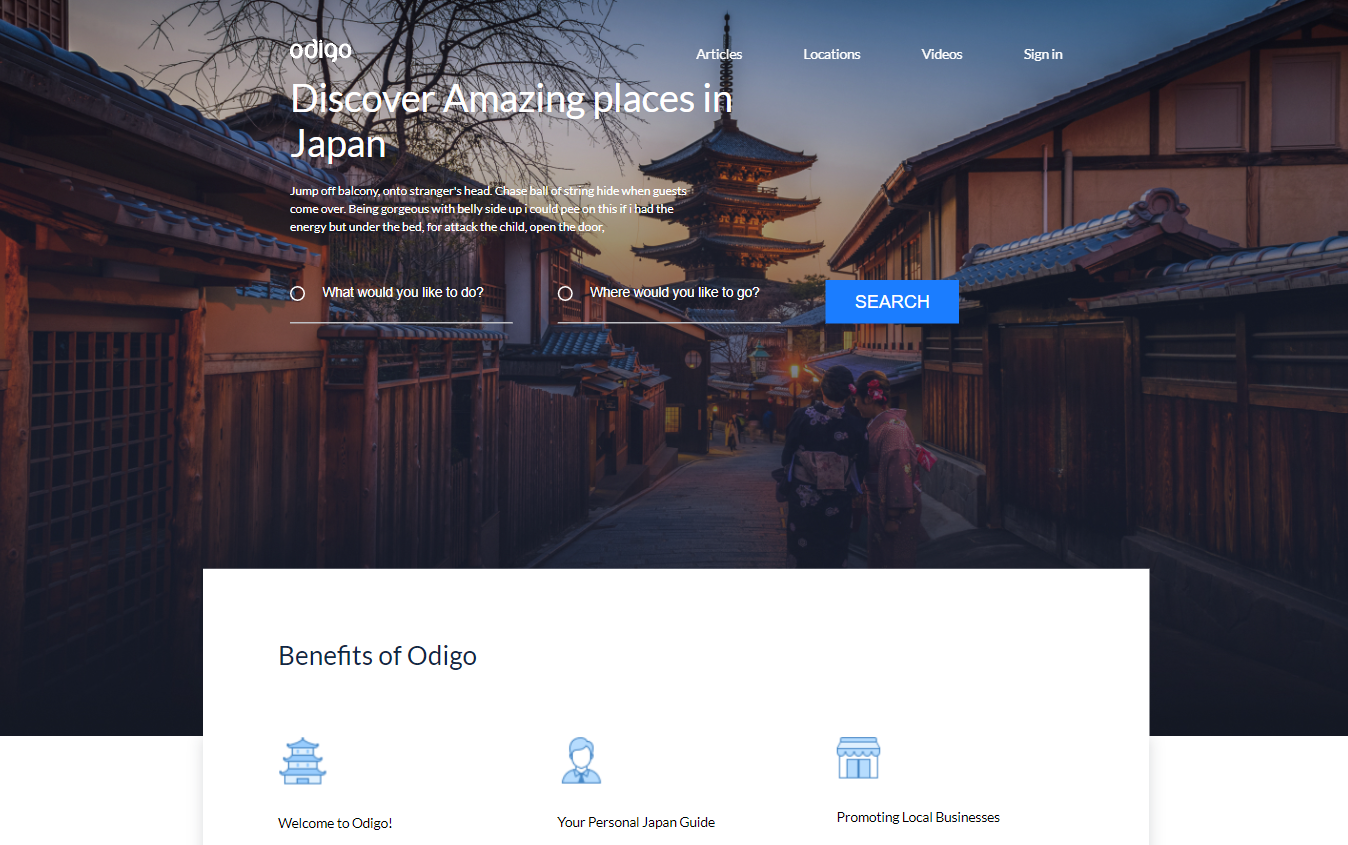 odigo
Articles
Locations
Videos
Sign in
Discover Amazing places in
Japan
Jump off balcony, onto stranger's head. Chase ball of string hide when guests
come over. Being gorgeous with belly side up i could pee on this if i had the
energy but under the bed, for attack the child, open the door,
What would you like to do?
Where would you like to go?
SEARCH
Benefits of Odigo
Welcome to Odigo!
Your Personal Japan Guide
Promoting Local Businesses